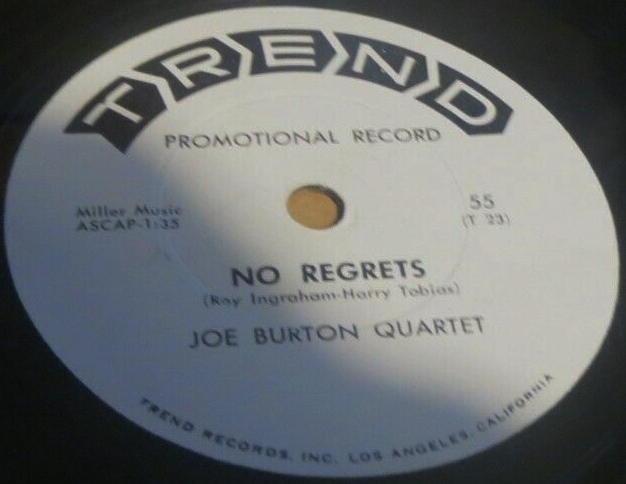 TREND
PROMOTIONAL RECORD
Miller Music
ASCAP-1:35
55
(T 23)
NO REGRETS
(Roy Ingraham-Harry Tobias)
JOE BURTON QUARTET
TREND RECORDS, INC. LOS ANGELES, CALIFORNIA